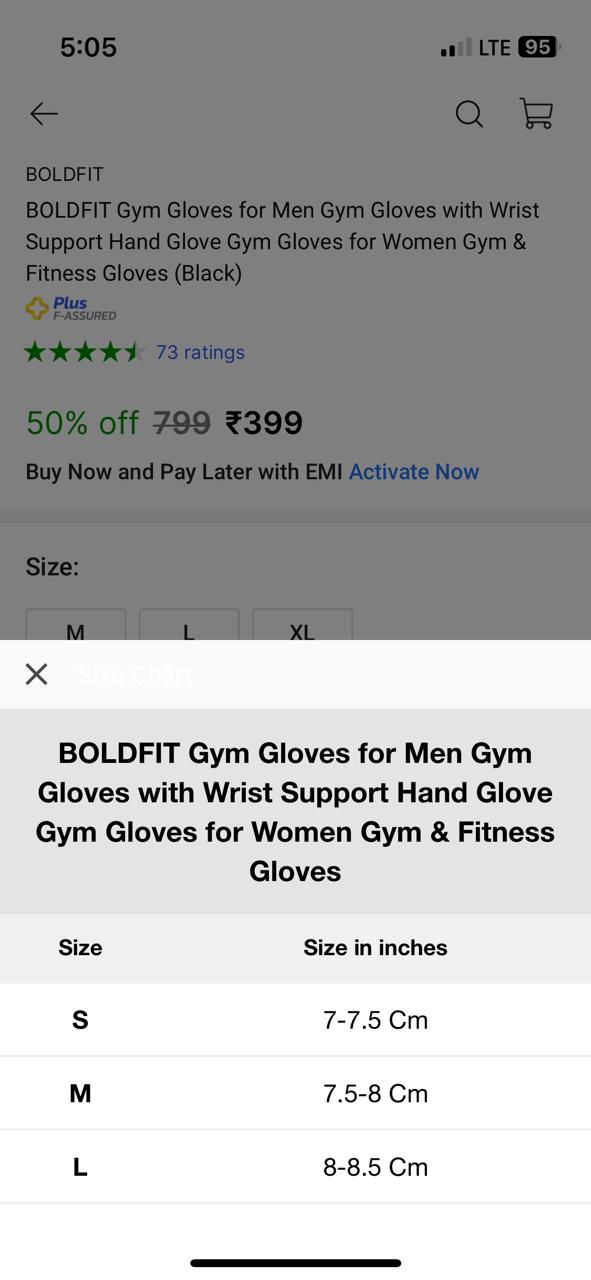 5:05 LTE 95
BOLDFIT
BOLDFIT Gym Gloves for Men Gym Gloves with Wrist
Support Hand Glove Gym Gloves for Women Gym &
Fitness Gloves (Black)
Plus
F-ASSURED
73 ratings
50% off 799 ₹399
Buy Now and Pay Later with EMI Activate Now
Size:
M L XL
Size Chart
BOLDFIT Gym Gloves for Men Gym
Gloves with Wrist Support Hand Glove
Gym Gloves for Women Gym & Fitness
Gloves
Size Size in inches
S 7-7.5 Cm
M 7.5-8 Cm
L 8-8.5 Cm